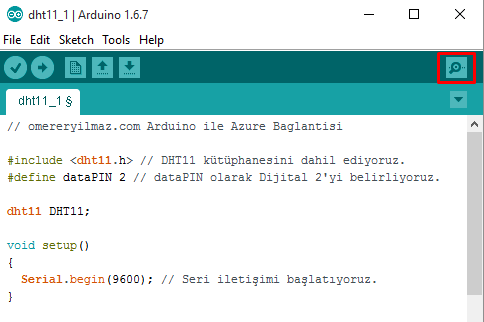 dht11_1 | Arduino 1.6.7
File Edit Sketch Tools Help
dht11_1 §
// omereryilmaz.com Arduino ile Azure Baglantisi
#include <dht11.h> // DHT11 kütüphanesini dahil ediyoruz.
#define dataPIN 2 // dataPIN olarak Dijital 2'yi belirliyoruz.
dht11 DHT11;
void setup()
{
Serial.begin(9600); // Seri iletişimi başlatıyoruz.
}